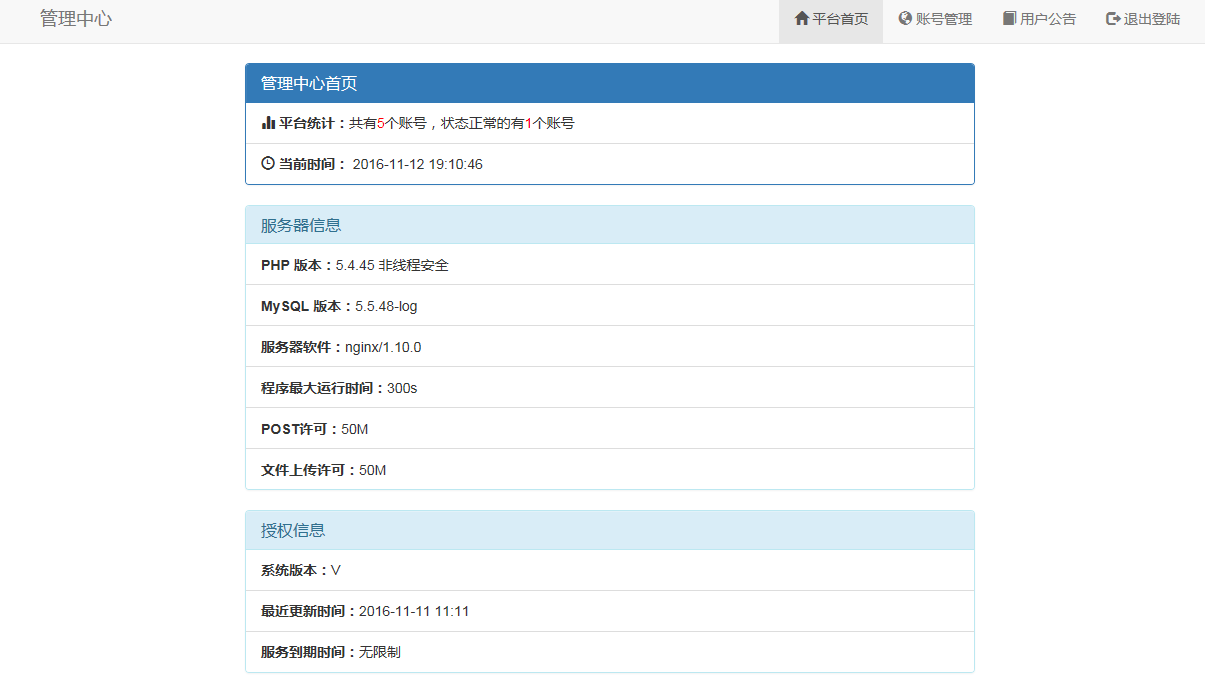 管理中心
平台首页 账号管理 用户公告 退出登陆
管理中心首页
平台统计：共有5个账号，状态正常的有1个账号
当前时间： 2016-11-12 19:10:46
服务器信息
PHP 版本：5.4.45 非线程安全
MySQL 版本：5.5.48-log
服务器软件：nginx/1.10.0
程序最大运行时间：300s
POST许可：50M
文件上传许可：50M
授权信息
系统版本：V
最近更新时间：2016-11-11 11:11
服务到期时间：无限制